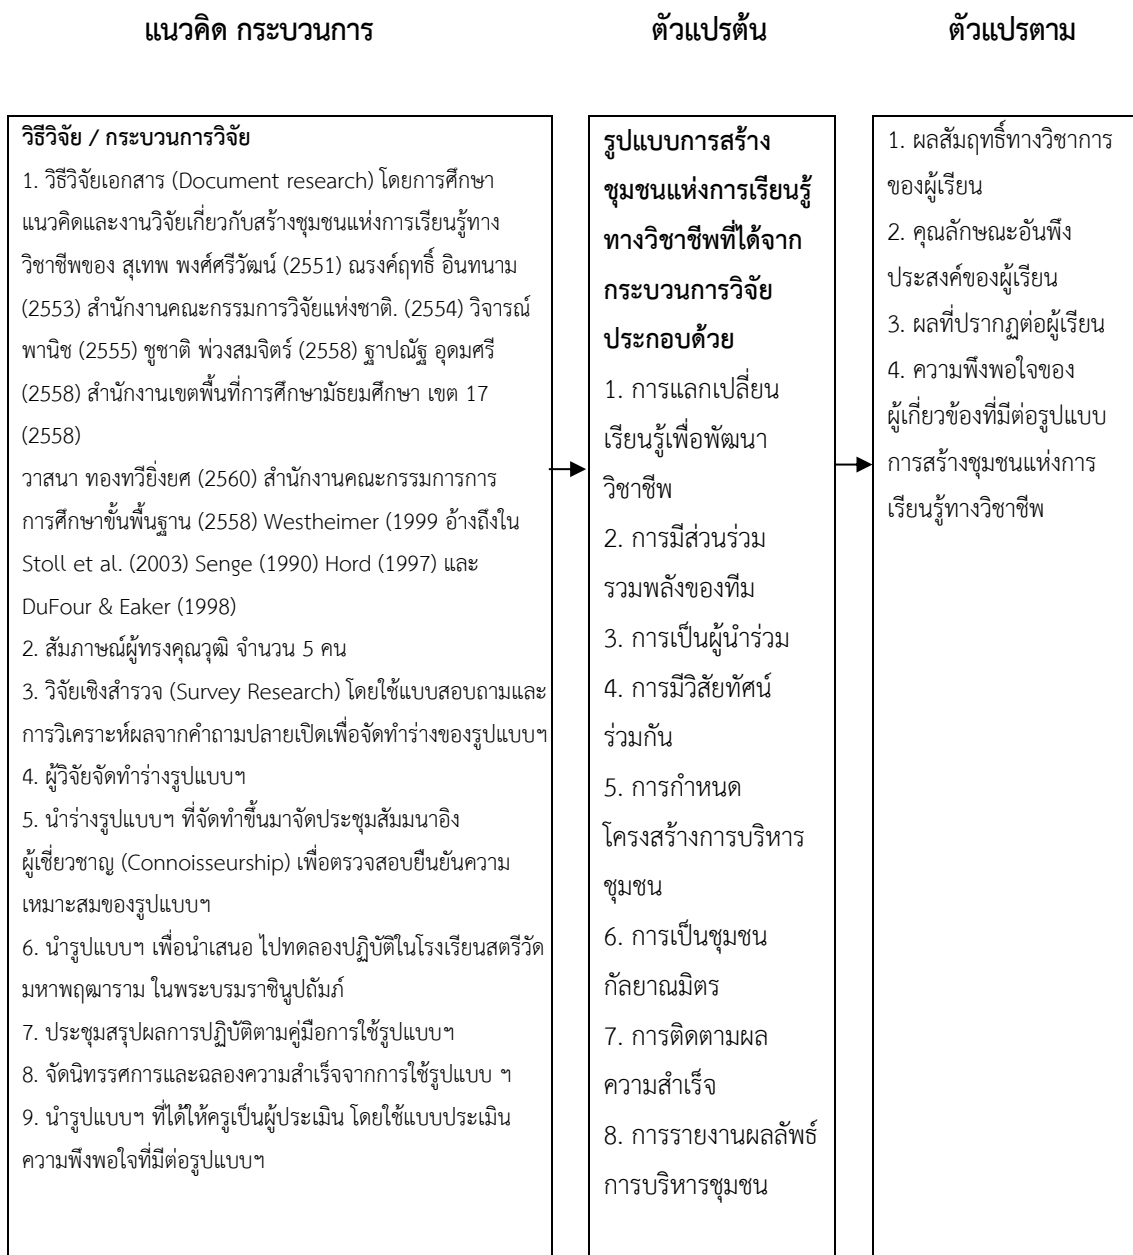 แนวคิด กระบวนการ
ตัวแปรต้น
ตัวแปรตาม
วิธีวิจัย / กระบวนการวิจัย
1. วิธีวิจัยเอกสาร (Document research) โดยการศึกษา
แนวคิดและงานวิจัยเกี่ยวกับสร้างชุมชนแห่งการเรียนรู้ทาง
วิชาชีพของ สุเทพ พงศ์ศรีวัฒน์ (2551) ณรงค์ฤทธิ์ อินทนาม
(2553) สำนักงานคณะกรรมการวิจัยแห่งชาติ. (2554) วิจารณ์
พานิช (2555) ชูชาติ พ่วงสมจิตร์ (2558) ฐาปณัฐ อุดมศรี
(2558) สำนักงานเขตพื้นที่การศึกษามัธยมศึกษา เขต 17
(2558)
วาสนา ทองทวียิ่งยศ (2560) สำนักงานคณะกรรมการการ
การศึกษาขั้นพื้นฐาน (2558) Westheimer (1999 อ้างถึงใน
Stoll et al. (2003) Senge (1990) Hord (1997) และ
DuFour & Eaker (1998)
2. สัมภาษณ์ผู้ทรงคุณวุฒิ จำนวน 5 คน
3. วิจัยเชิงสำรวจ (Survey Research) โดยใช้แบบสอบถามและ
การวิเคราะห์ผลจากคำถามปลายเปิดเพื่อจัดทำร่างของรูปแบบฯ
4. ผู้วิจัยจัดทำร่างรูปแบบฯ
5. นำร่างรูปแบบฯ ที่จัดทำขึ้นมาจัดประชุมสัมมนาอิง
ผู้เชี่ยวชาญ (Connoisseurship) เพื่อตรวจสอบยืนยันความ
เหมาะสมของรูปแบบฯ
6. นำรูปแบบฯ เพื่อนำเสนอ ไปทดลองปฏิบัติในโรงเรียนสตรีวัด
มหาพฤฒาราม ในพระบรมราชินูปถัมภ์
7. ประชุมสรุปผลการปฏิบัติตามคู่มือการใช้รูปแบบฯ
8. จัดนิทรรศการและฉลองความสำเร็จจากการใช้รูปแบบ ฯ
9. นำรูปแบบฯ ที่ได้ให้ครูเป็นผู้ประเมิน โดยใช้แบบประเมิน
ความพึงพอใจที่มีต่อรูปแบบฯ
รูปแบบการสร้าง
ชุมชนแห่งการเรียนรู้
ทางวิชาชีพที่ได้จาก
กระบวนการวิจัย
ประกอบด้วย
1. การแลกเปลี่ยน
เรียนรู้เพื่อพัฒนา
วิชาชีพ
2. การมีส่วนร่วม
รวมพลังของทีม
3. การเป็นผู้นำร่วม
4. การมีวิสัยทัศน์
ร่วมกัน
5. การกำหนด
โครงสร้างการบริหาร
ชุมชน
6. การเป็นชุมชน
กัลยาณมิตร
7. การติดตามผล
ความสำเร็จ
8. การรายงานผลลัพธ์
การบริหารชุมชน
1. ผลสัมฤทธิ์ทางวิชาการ
ของผู้เรียน
2. คุณลักษณะอันพึง
ประสงค์ของผู้เรียน
3. ผลที่ปรากฏต่อผู้เรียน
4. ความพึงพอใจของ
ผู้เกี่ยวข้องที่มีต่อรูปแบบ
การสร้างชุมชนแห่งการ
เรียนรู้ทางวิชาชีพ